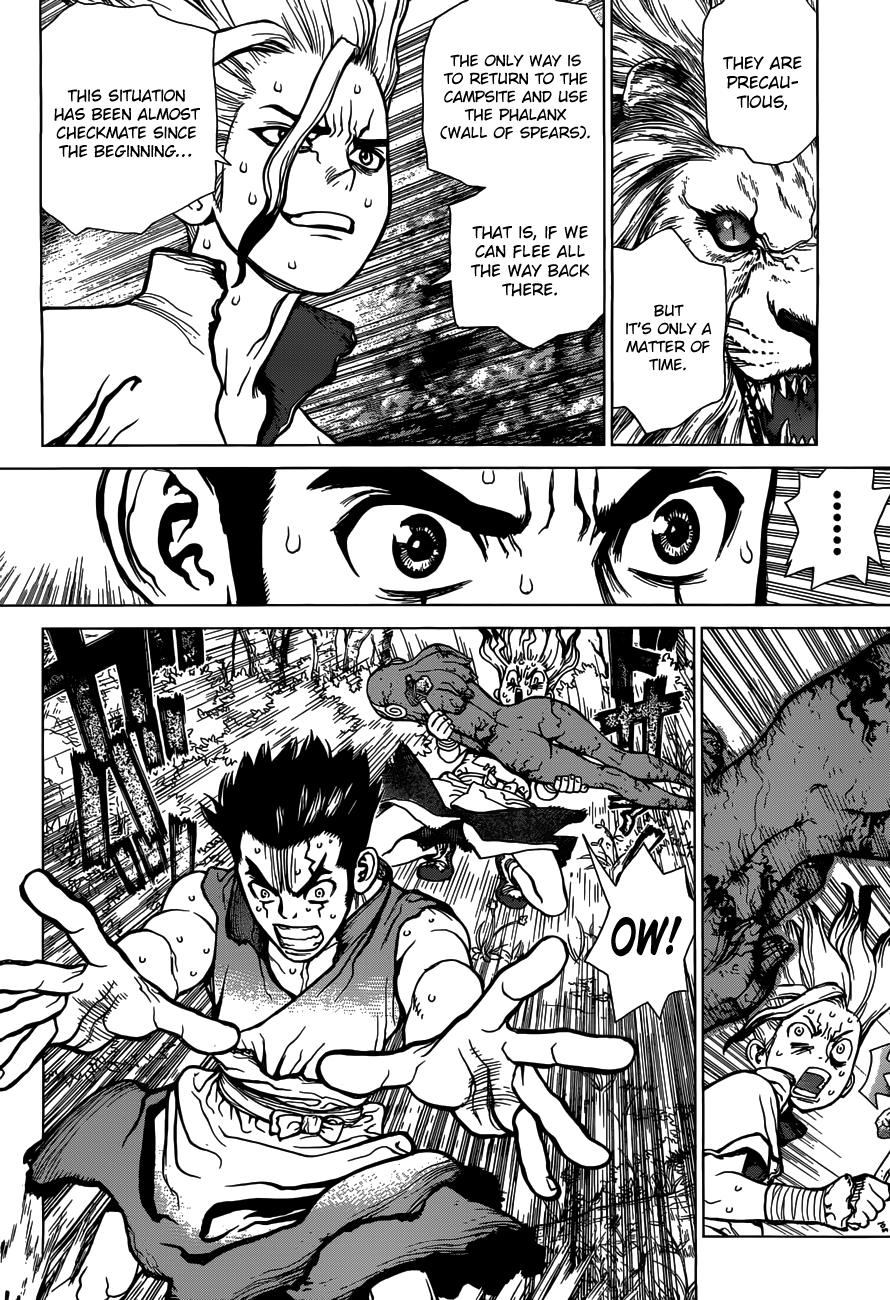 THEY ARE
PRECAU-
TIOUS,
BUT
IT'S ONLY A
MATTER OF
TIME.
THE ONLY WAY IS
TO RETURN TO THE
CAMPSITE AND USE
THE PHALANX
(WALL OF SPEARS).
THAT IS, IF WE
CAN FLEE ALL
THE WAY BACK
THERE.
THIS SITUATION
HAS BEEN ALMOST
CHECKMATE SINCE
THE BEGINNING...
......
OW!